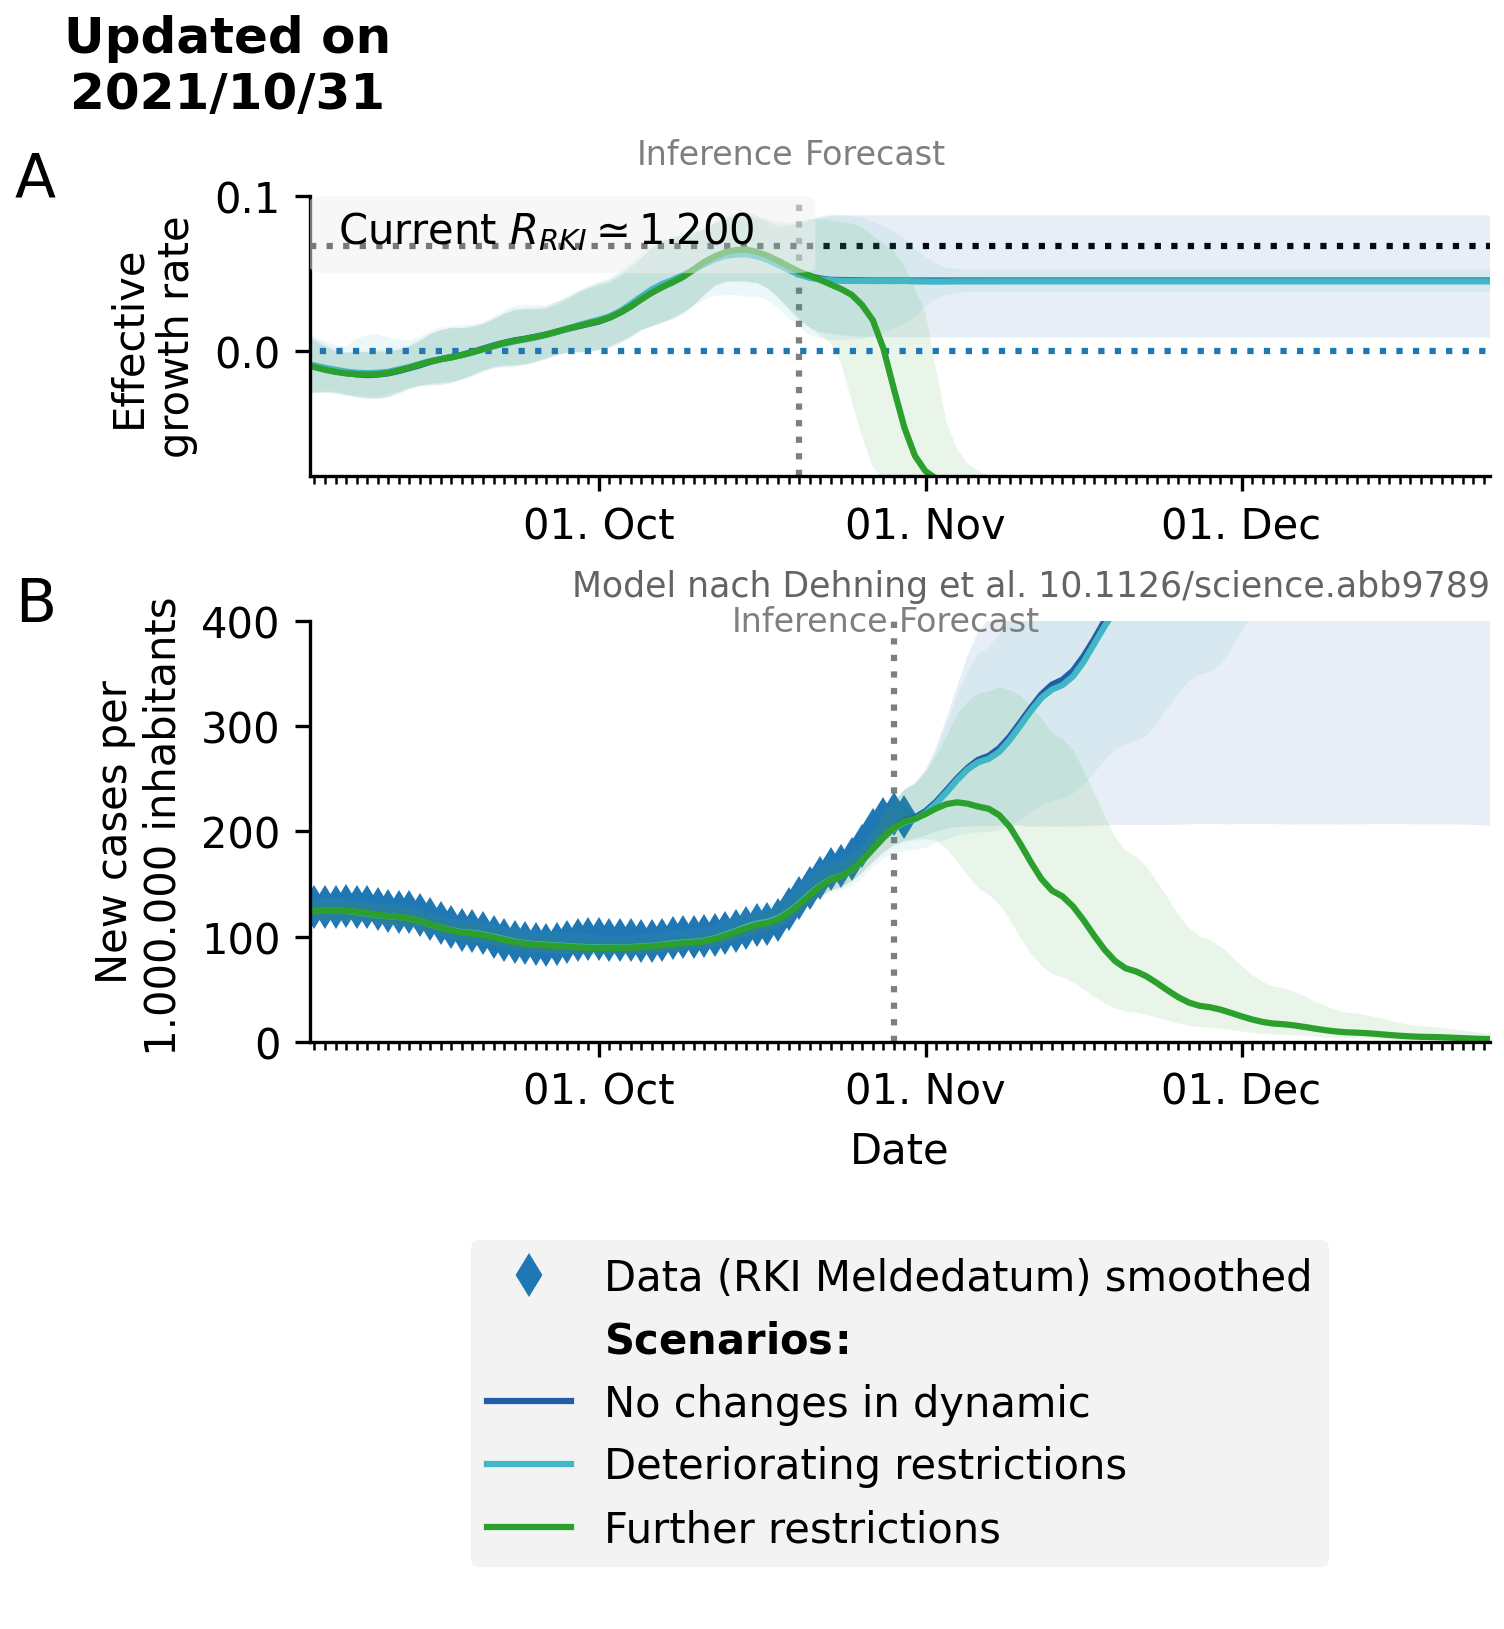 Updated on
2021/10/31
A
Inference Forecast
0.1
0.0
Effective
growth rate
Current R_RKI ≃ 1.200
01. Oct 01. Nov 01. Dec
B
Model nach Dehning et al. 10.1126/science.abb9789
Inference Forecast
New cases per
1.000.000 inhabitants
400
300
200
100
0
01. Oct 01. Nov 01. Dec
Date
Data (RKI Meldedatum) smoothed
Scenarios:
No changes in dynamic
Deteriorating restrictions
Further restrictions